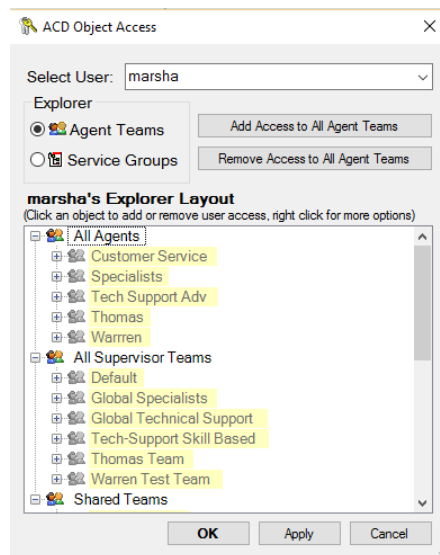 ACD Object Access
Select User: marsha
Explorer
Agent Teams
Service Groups
Add Access to All Agent Teams
Remove Access to All Agent Teams
marsha's Explorer Layout
(Click an object to add or remove user access, right click for more options)
All Agents
Customer Service
Specialists
Tech Support Adv
Thomas
Warrren
All Supervisor Teams
Default
Global Specialists
Global Technical Support
Tech-Support Skill Based
Thomas Team
Warren Test Team
Shared Teams
OK Apply Cancel